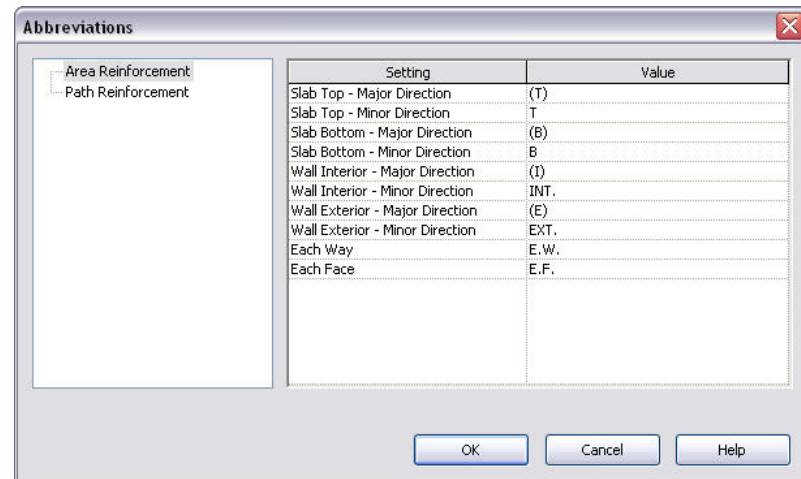 Abbreviations
Area Reinforcement
Path Reinforcement
Setting Value
Slab Top - Major Direction (T)
Slab Top - Minor Direction T
Slab Bottom - Major Direction (B)
Slab Bottom - Minor Direction B
Wall Interior - Major Direction (I)
Wall Interior - Minor Direction INT.
Wall Exterior - Major Direction (E)
Wall Exterior - Minor Direction EXT.
Each Way E.W.
Each Face E.F.
OK Cancel Help